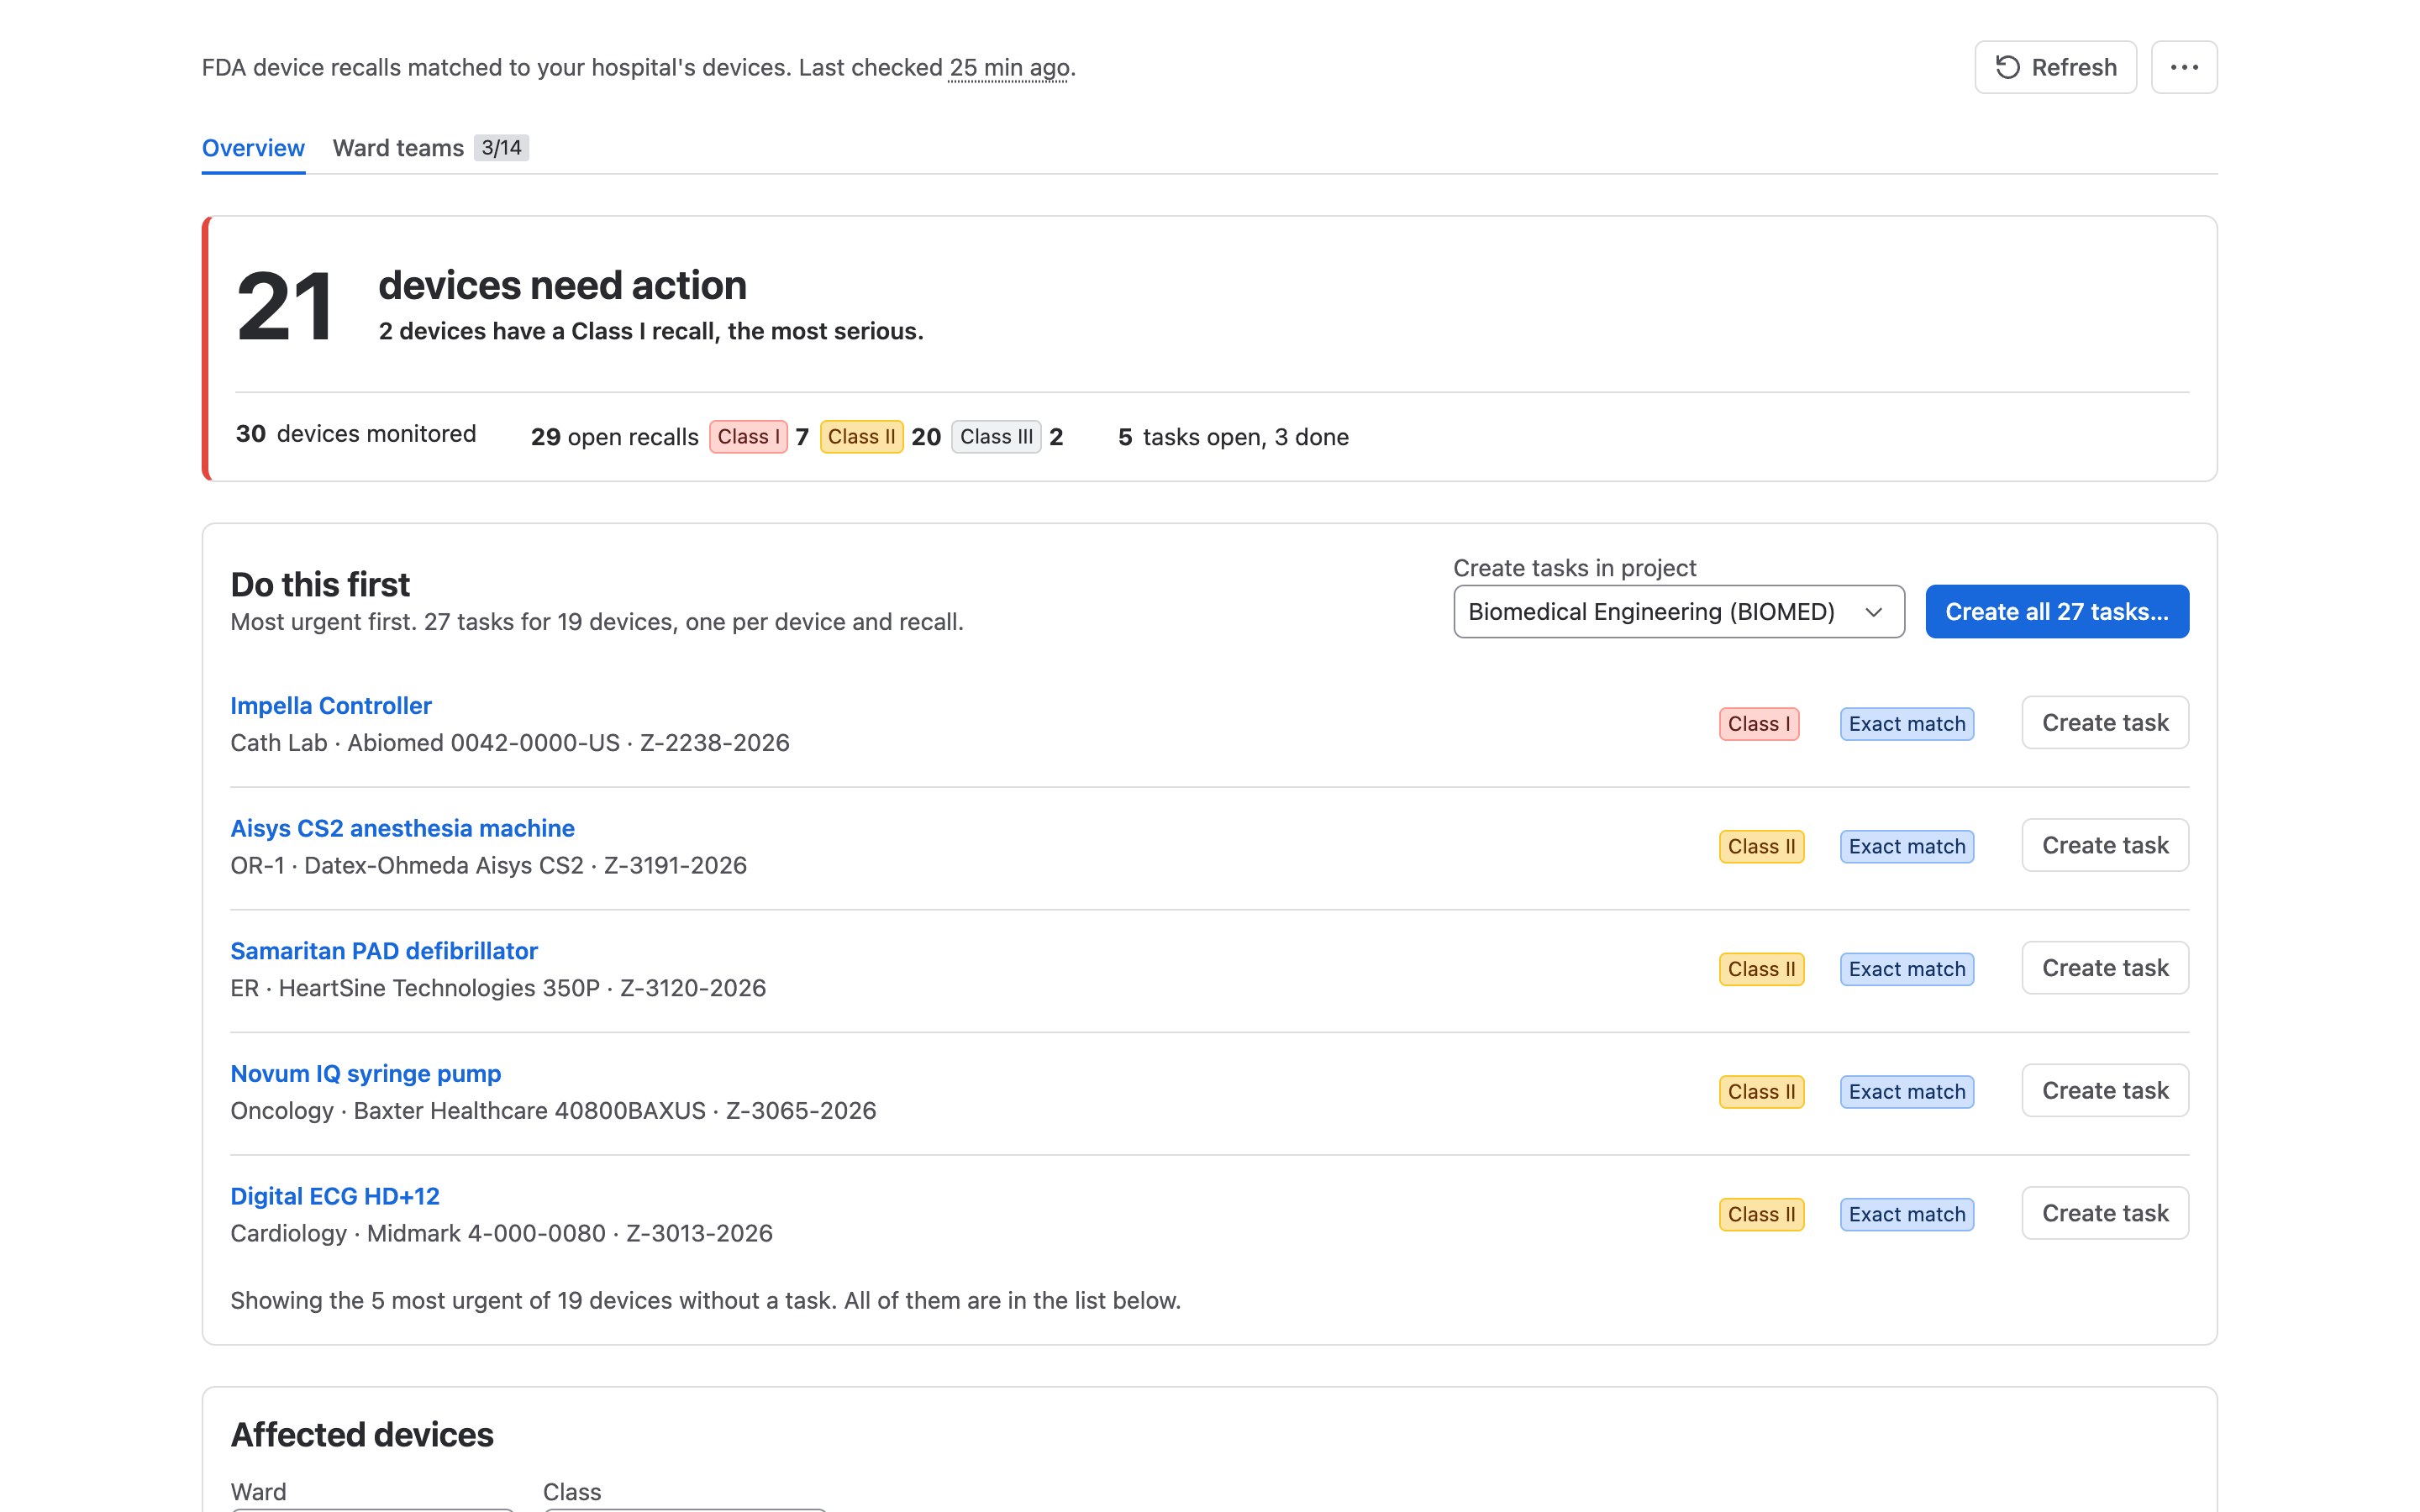 FDA device recalls matched to your hospital's devices. Last checked 25 min ago.
Refresh
Overview
Ward teams 3/14
21
devices need action
2 devices have a Class I recall, the most serious.
30 devices monitored
29 open recalls Class I 7 Class II 20 Class III 2
5 tasks open, 3 done
Do this first
Most urgent first. 27 tasks for 19 devices, one per device and recall.
Create tasks in project
Biomedical Engineering (BIOMED)
Create all 27 tasks...
Impella Controller
Cath Lab · Abiomed 0042-0000-US · Z-2238-2026
Class I
Exact match
Create task
Aisys CS2 anesthesia machine
OR-1 · Datex-Ohmeda Aisys CS2 · Z-3191-2026
Class II
Exact match
Create task
Samaritan PAD defibrillator
ER · HeartSine Technologies 350P · Z-3120-2026
Class II
Exact match
Create task
Novum IQ syringe pump
Oncology · Baxter Healthcare 40800BAXUS · Z-3065-2026
Class II
Exact match
Create task
Digital ECG HD+12
Cardiology · Midmark 4-000-0080 · Z-3013-2026
Class II
Exact match
Create task
Showing the 5 most urgent of 19 devices without a task. All of them are in the list below.
Affected devices
Ward
Class